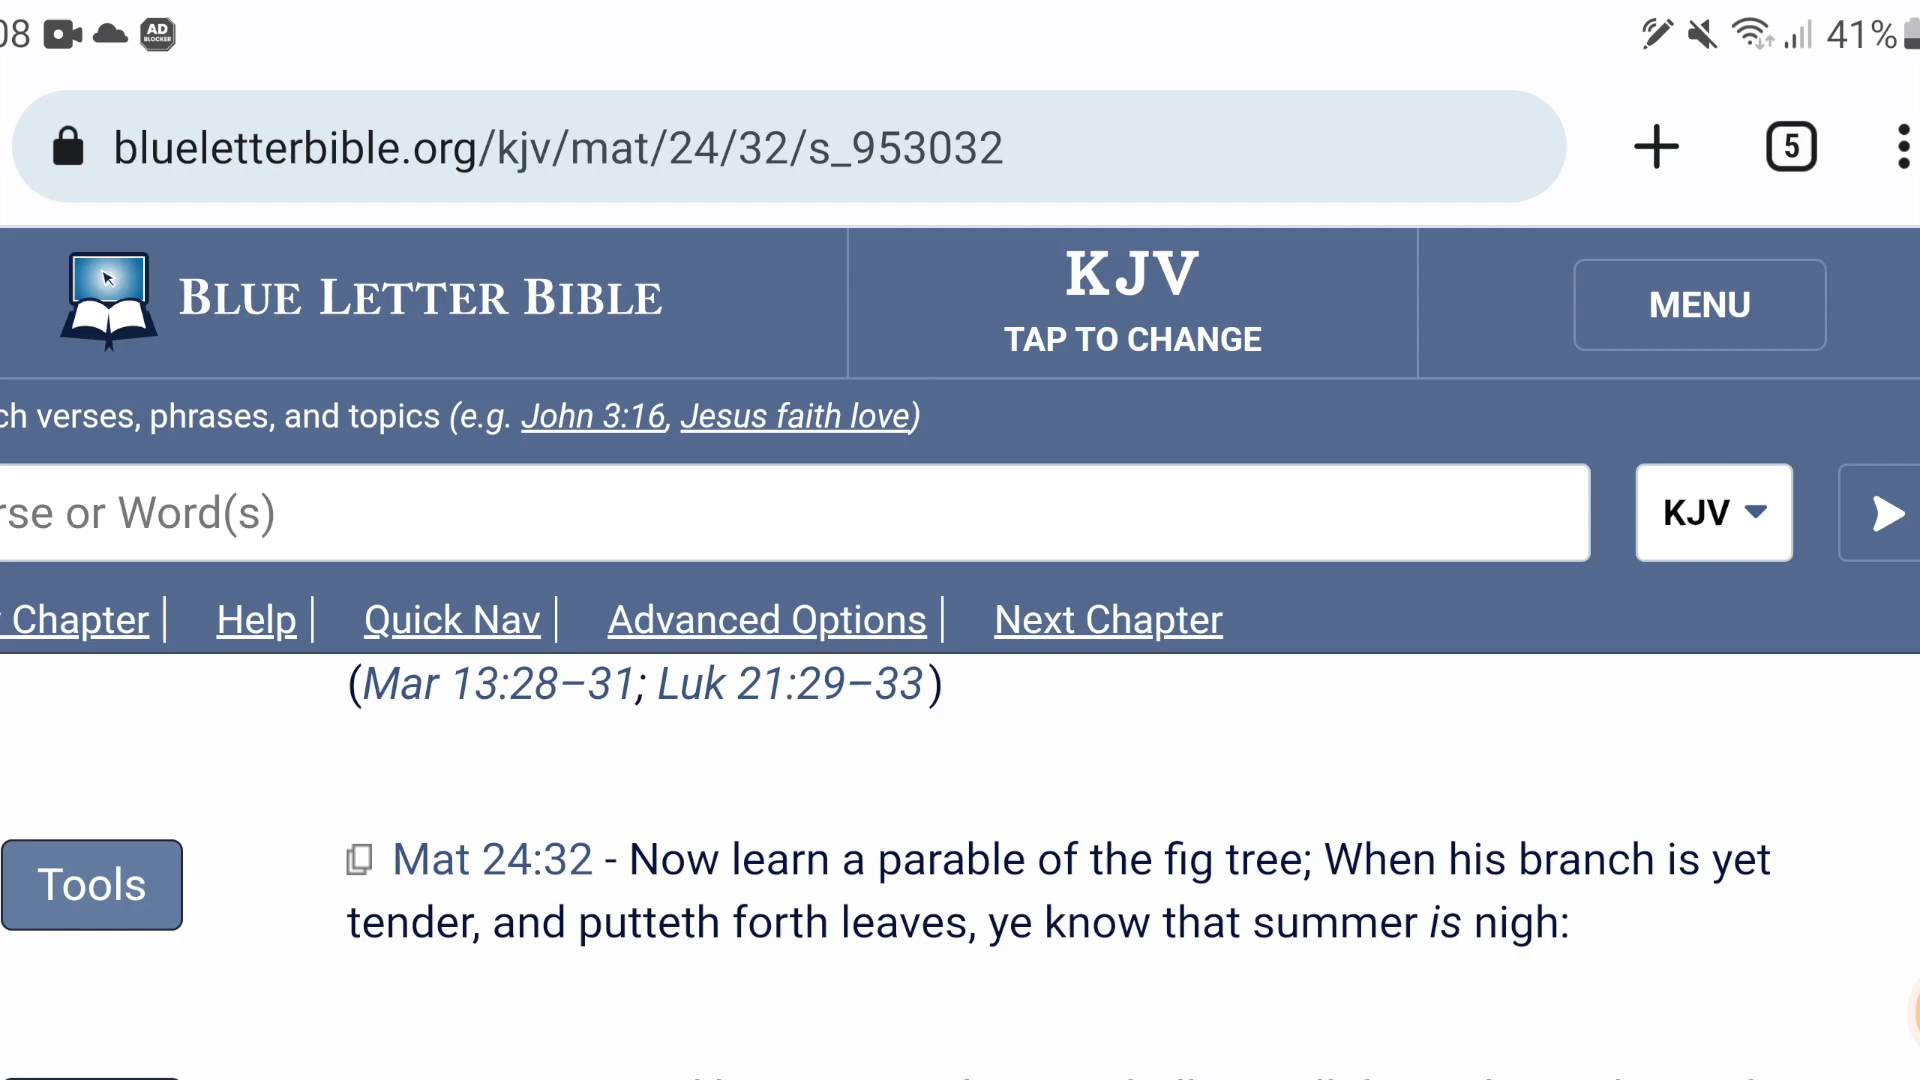 08 AD BLOCKER 41%
blueletterbible.org/kjv/mat/24/32/s_953032 5
BLUE LETTER BIBLE
KJV
TAP TO CHANGE
MENU
ch verses, phrases, and topics (e.g. John 3:16, Jesus faith love)
rse or Word(s) KJV
Chapter | Help | Quick Nav | Advanced Options | Next Chapter
(Mar 13:28–31; Luk 21:29–33)
Tools
Mat 24:32 - Now learn a parable of the fig tree; When his branch is yet
tender, and putteth forth leaves, ye know that summer is nigh: